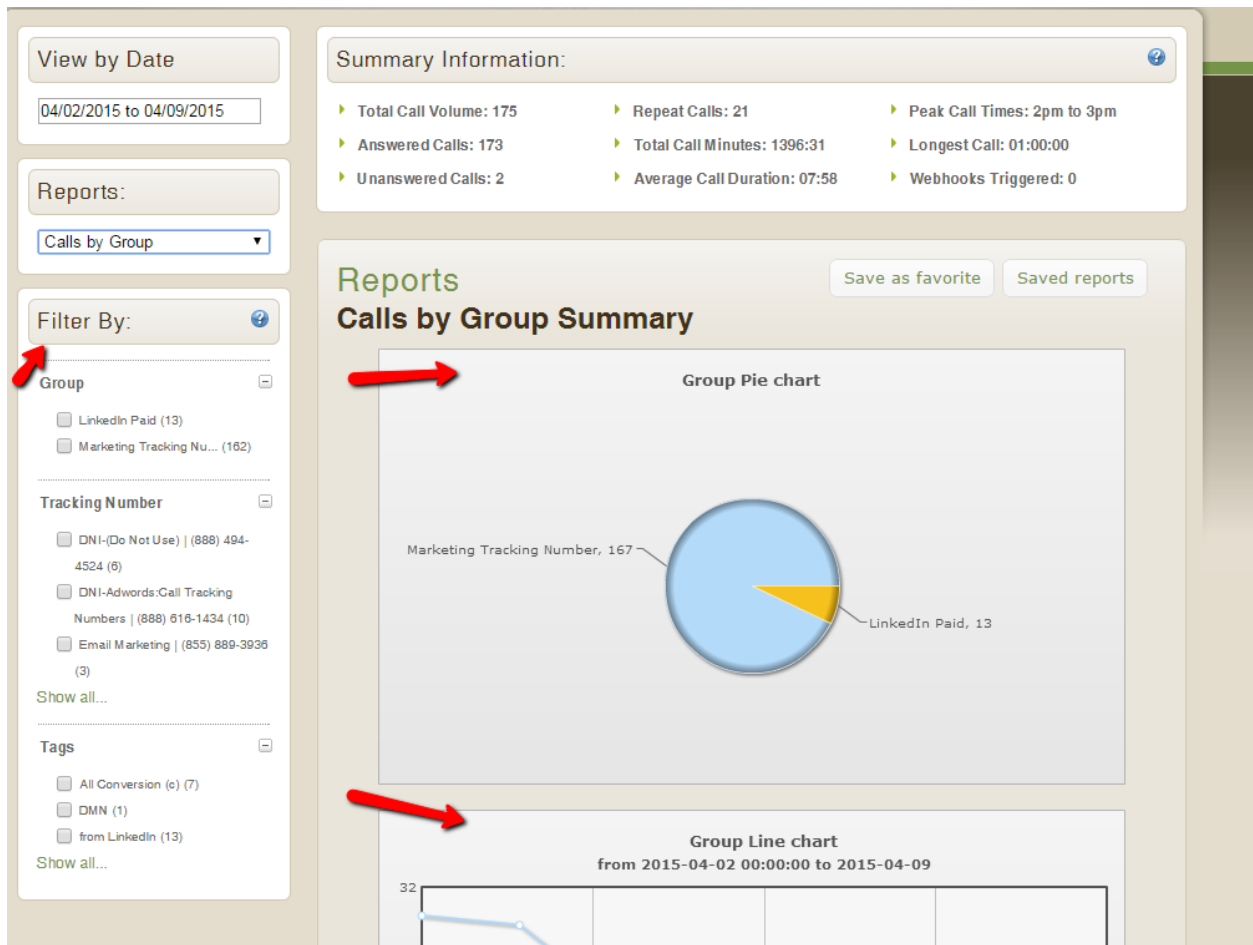 View by Date
04/02/2015 to 04/09/2015
Reports:
Calls by Group
Filter By:
Group
LinkedIn Paid (13)
Marketing Tracking Nu... (162)
Tracking Number
DNI-(Do Not Use) | (888) 494-
4524 (6)
DNI-Adwords:Call Tracking
Numbers | (888) 616-1434 (10)
Email Marketing | (855) 889-3936
(3)
Show all...
Tags
All Conversion (c) (7)
DMN (1)
from LinkedIn (13)
Show all...
Summary Information:
Total Call Volume: 175
Repeat Calls: 21
Peak Call Times: 2pm to 3pm
Answered Calls: 173
Total Call Minutes: 1396:31
Longest Call: 01:00:00
Unanswered Calls: 2
Average Call Duration: 07:58
Webhooks Triggered: 0
Reports
Save as favorite
Saved reports
Calls by Group Summary
Group Pie chart
Marketing Tracking Number, 167
LinkedIn Paid, 13
Group Line chart
from 2015-04-02 00:00:00 to 2015-04-09
32